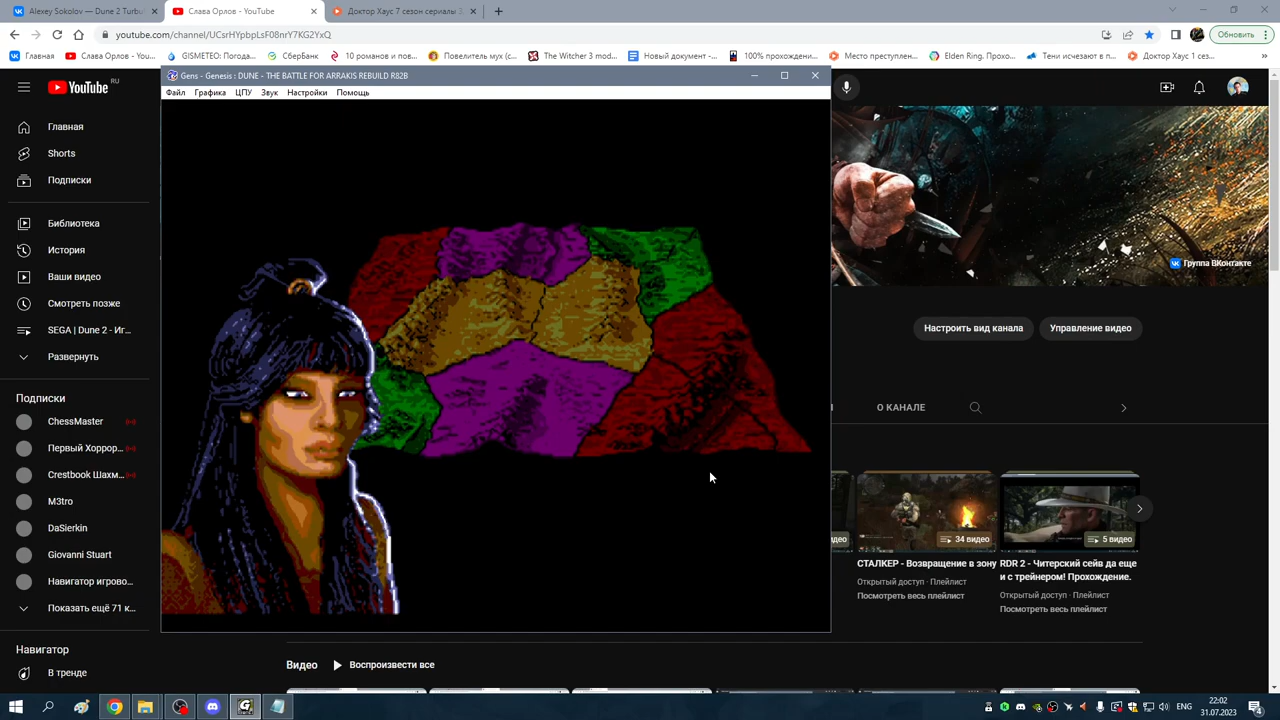 Alexey Sokolov — Dune 2 Turbu
Слава Орлов - YouTube
Доктор Хаус 7 сезон сериалы 3
youtube.com/channel/UCsrHYpbpLsF08nrY7KG2YxQ
Обновить
Главная
Слава Орлов - You...
GISMETEO: Погода...
СберБанк
10 романов и пов...
Повелитель мух (с...
The Witcher 3 mod...
Новый документ -...
100% прохождени...
Место преступлен...
Elden Ring. Прохо...
Тени исчезают в п...
Доктор Хаус 1 сез...
Gens - Genesis : DUNE - THE BATTLE FOR ARRAKIS REBUILD R82B
Файл
Графика
ЦПУ
Звук
Настройки
Помощь
YouTube
RU
Главная
Shorts
Подписки
Библиотека
История
Ваши видео
Смотреть позже
SEGA | Dune 2 - Иг...
Развернуть
Подписки
ChessMaster
Первый Хоррор...
Crestbook Шахм...
M3tro
DaSierkin
Giovanni Stuart
Навигатор игрово...
Показать ещё 71 к...
Навигатор
В тренде
Группа ВКонтакте
Настроить вид канала
Управление видео
О КАНАЛЕ
34 видео
5 видео
СТАЛКЕР - Возвращение в зону
Открытый доступ · Плейлист
Посмотреть весь плейлист
RDR 2 - Читерский сейв да еще
и с трейнером! Прохождение.
Открытый доступ · Плейлист
Посмотреть весь плейлист
Видео
Воспроизвести все
ENG
22:02
31.07.2023